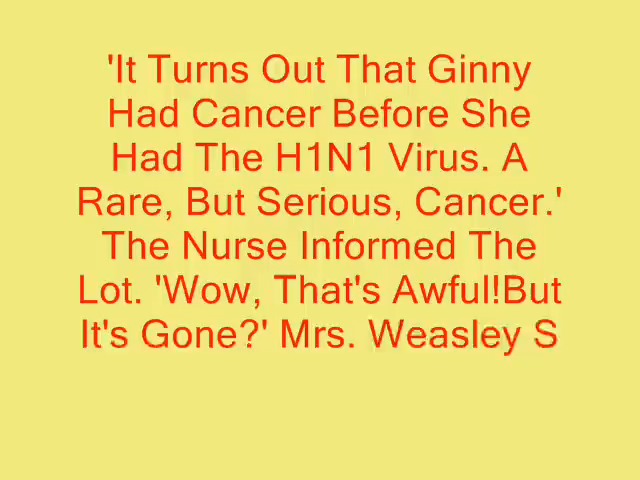 'It Turns Out That Ginny
Had Cancer Before She
Had The H1N1 Virus. A
Rare, But Serious, Cancer.'
The Nurse Informed The
Lot. 'Wow, That's Awful!But
It's Gone?' Mrs. Weasley S